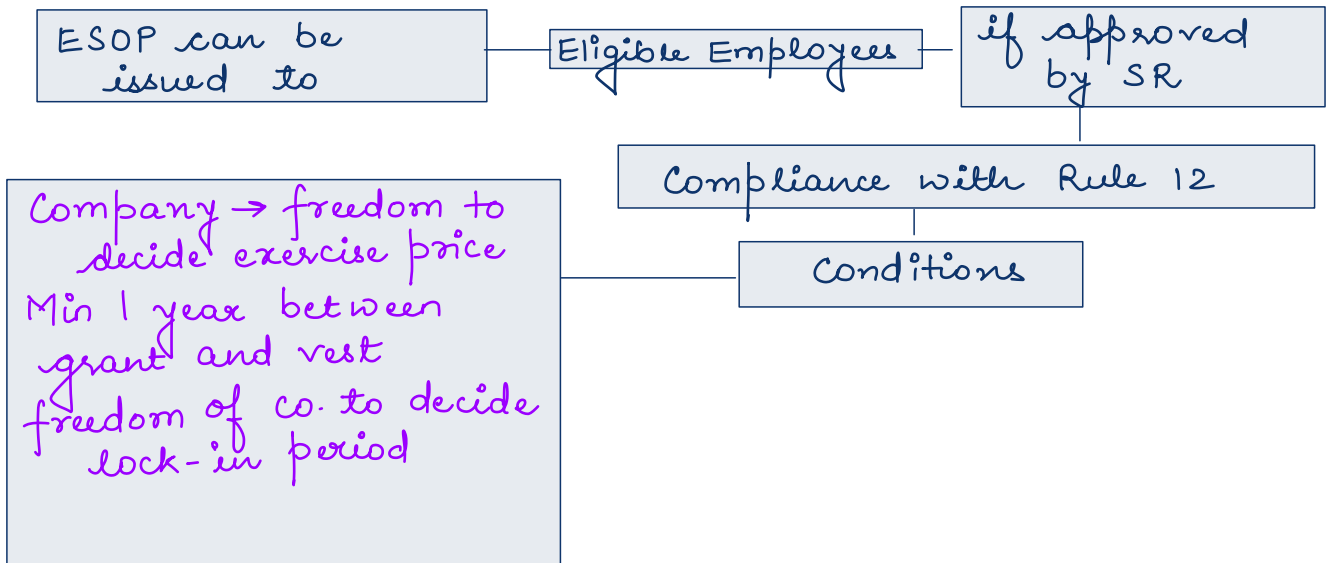 ESOP can be
issued to
Eligible Employees
if approved
by SR
Compliance with Rule 12
Conditions
Company → freedom to
decide exercise price
Min 1 year between
grant and vest
freedom of co. to decide
lock-in period